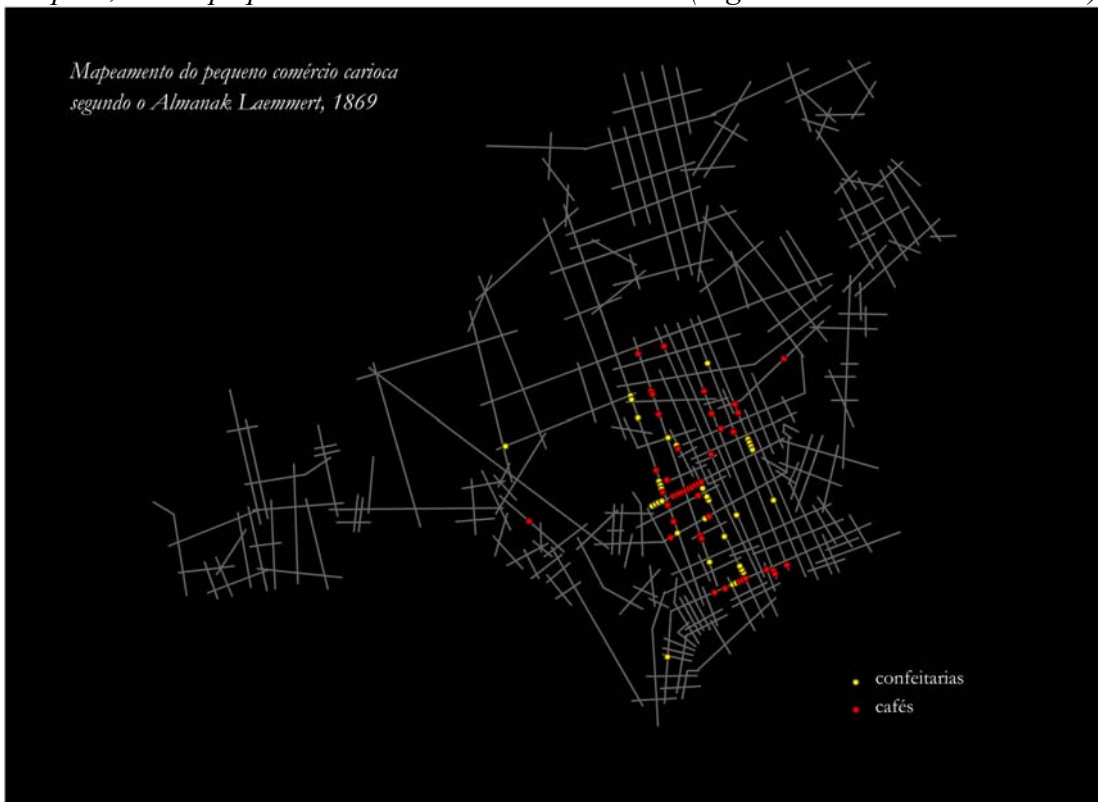 Mapeamento do pequeno comércio carioca
segundo o Almanak Laemmert, 1869
confeitarias
cafés